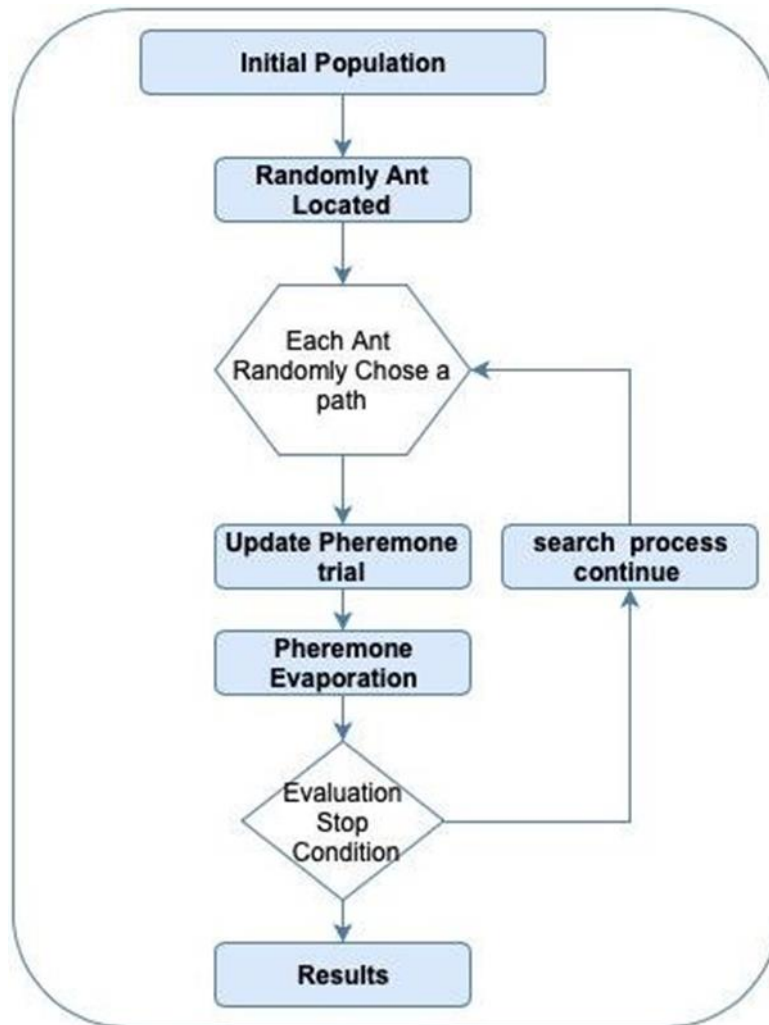 Initial Population
Randomly Ant
Located
Each Ant
Randomly Chose a
path
Update Pheremone
trial
search process
continue
Pheremone
Evaporation
Evaluation
Stop
Condition
Results